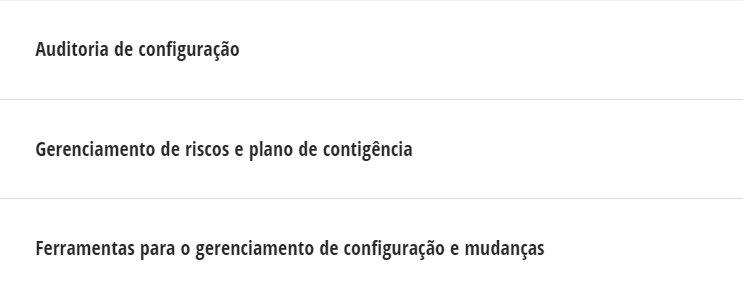 Auditoria de configuração
Gerenciamento de riscos e plano de contigência
Ferramentas para o gerenciamento de configuração e mudanças